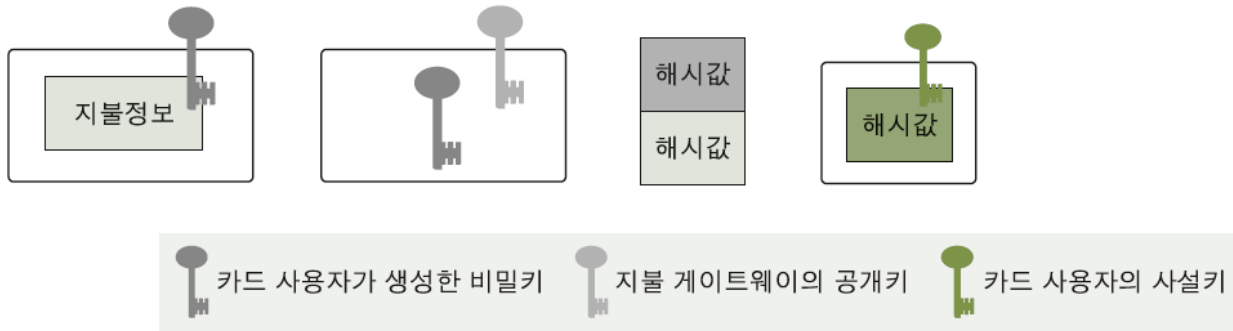 지불정보
해시값
해시값
해시값
카드 사용자가 생성한 비밀키
지불 게이트웨이의 공개키
카드 사용자의 사설키